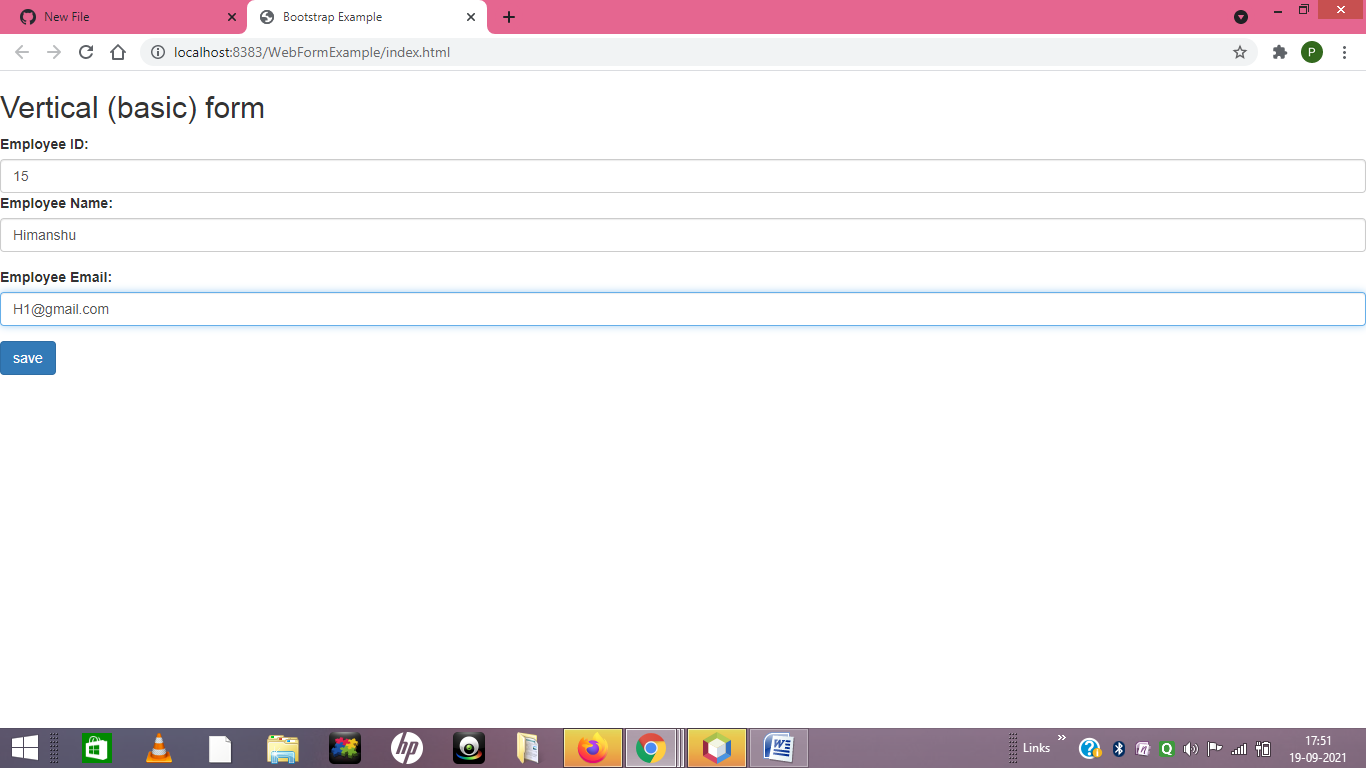 New File
Bootstrap Example
localhost:8383/WebFormExample/index.html
P
Vertical (basic) form
Employee ID:
15
Employee Name:
Himanshu
Employee Email:
H1@gmail.com
save
hp
Links
17:51
19-09-2021